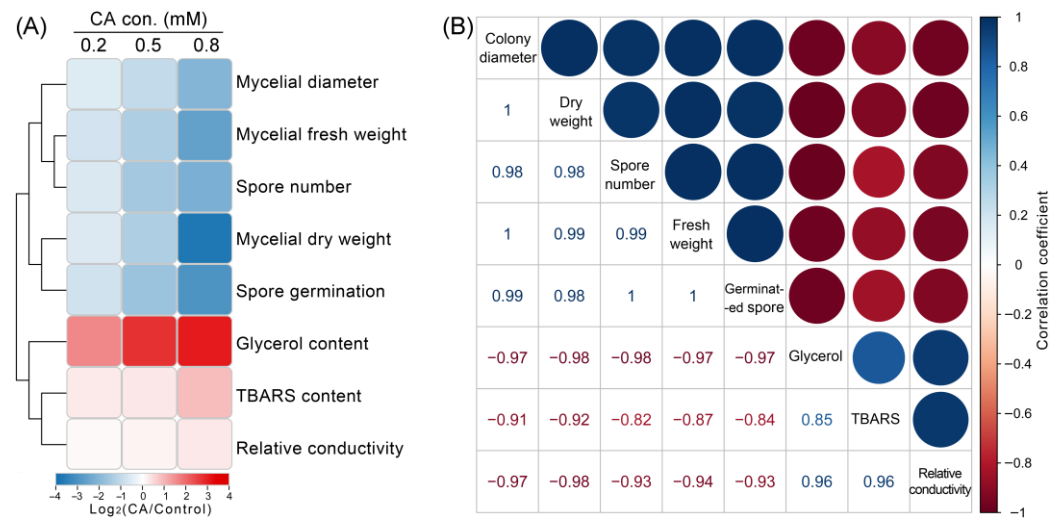 (A)
CA con. (mM)
0.2 0.5 0.8
Mycelial diameter
Mycelial fresh weight
Spore number
Mycelial dry weight
Spore germination
Glycerol content
TBARS content
Relative conductivity
−4 −3 −2 −1 0 1 2 3 4
Log2(CA/Control)
(B)
Colony
diameter
1 Dry
weight
0.98 0.98 Spore
number
1 0.99 0.99 Fresh
weight
0.99 0.98 1 1 Germinat-
-ed spore
−0.97 −0.98 −0.98 −0.97 −0.97 Glycerol
−0.91 −0.92 −0.82 −0.87 −0.84 0.85 TBARS
−0.97 −0.98 −0.93 −0.94 −0.93 0.96 0.96 Relative
conductivity
1
0.8
0.6
0.4
0.2
0
−0.2
−0.4
−0.6
−0.8
−1
Correlation coefficient